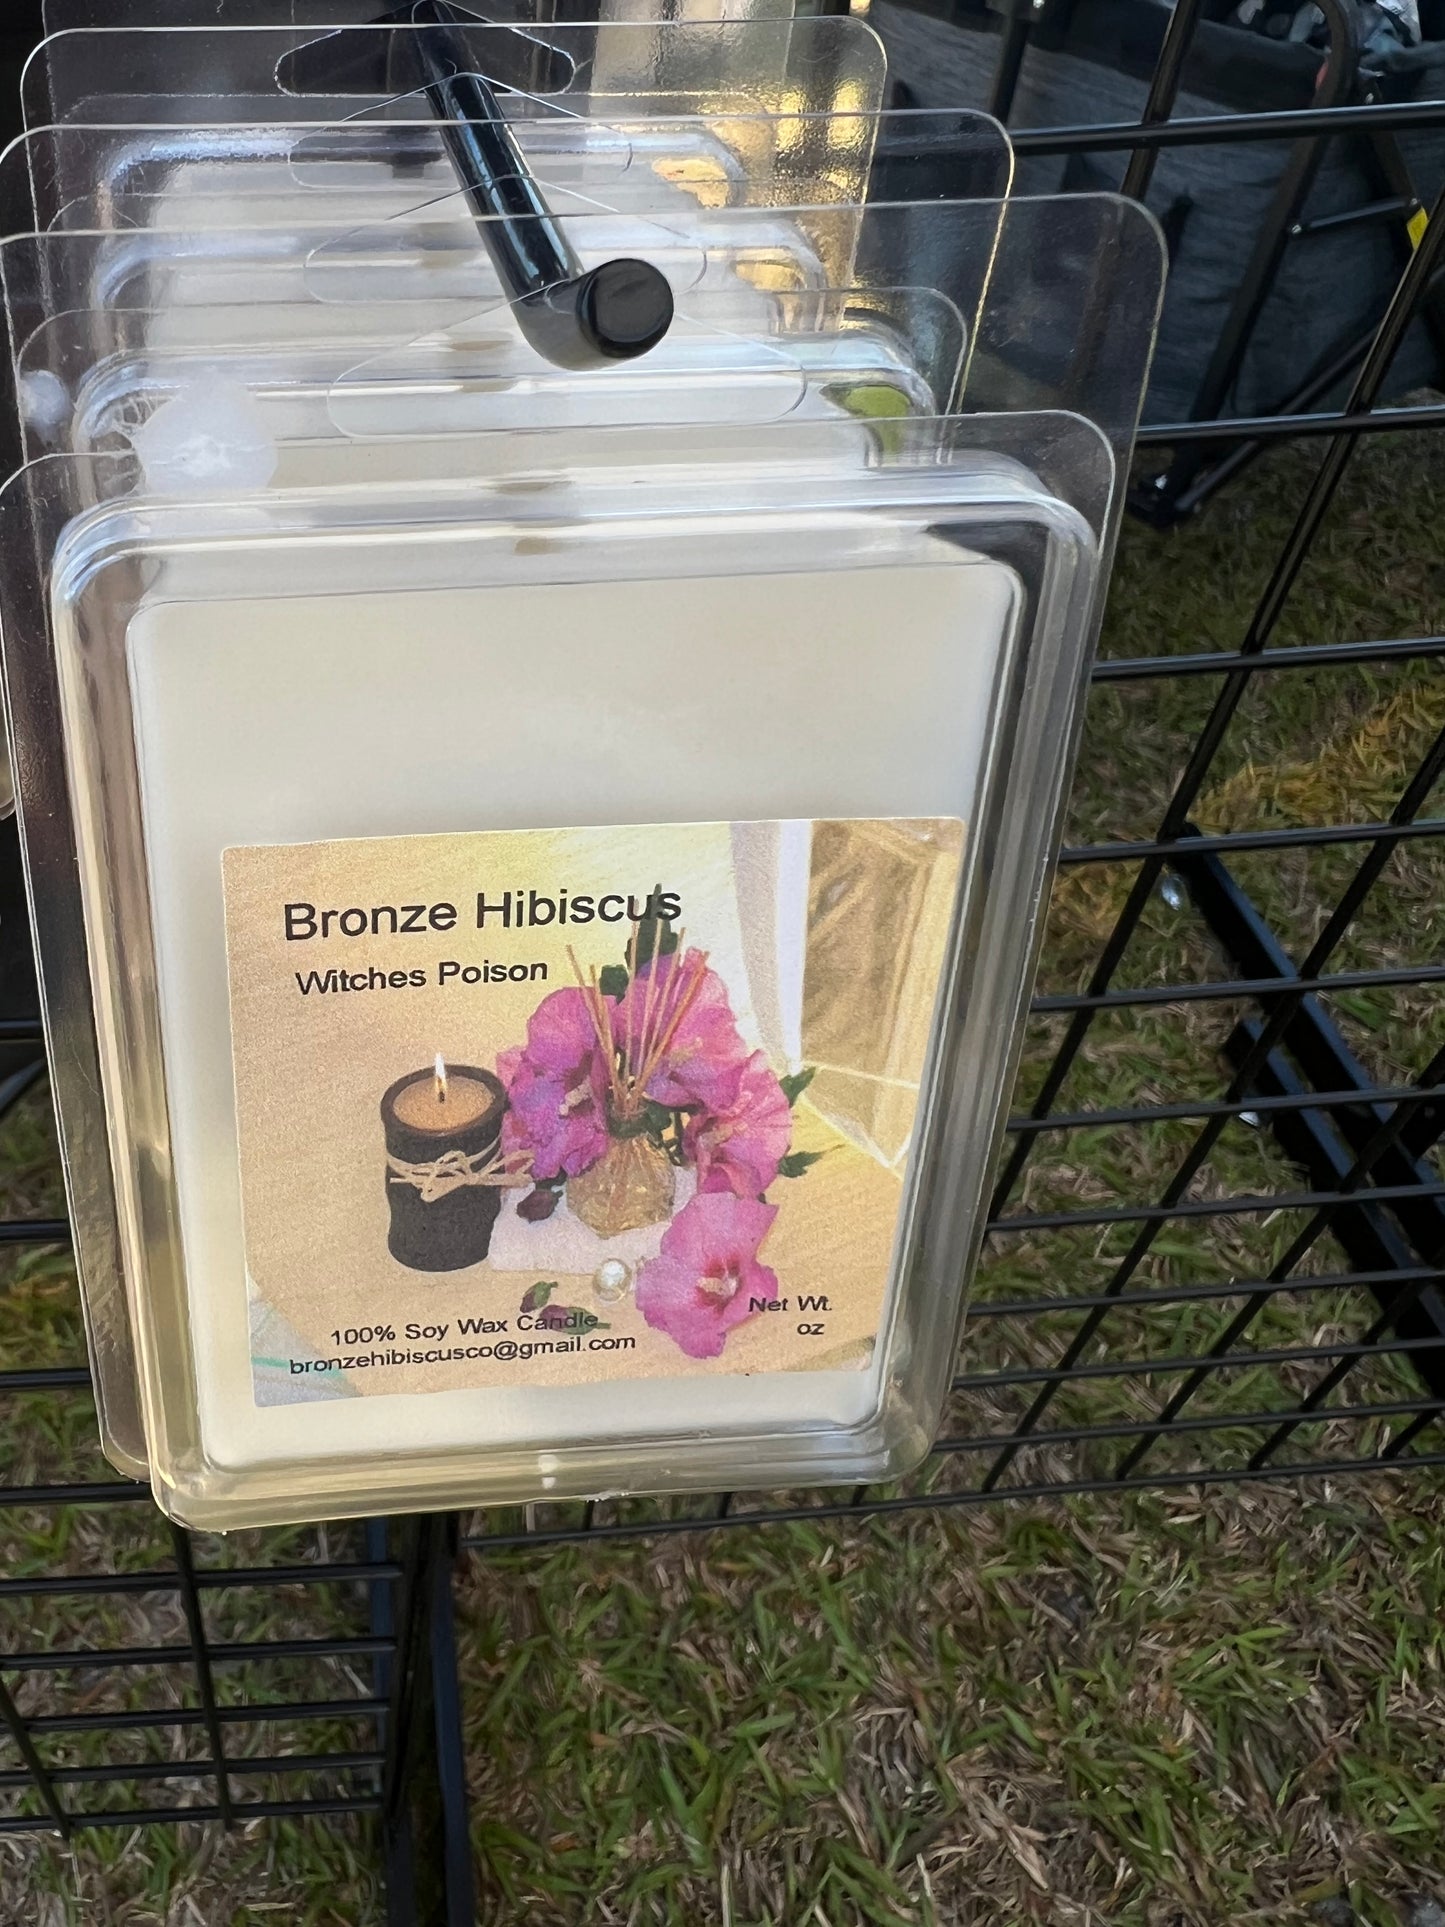 Bronze Hibiscus
Witches Poison
100% Soy Wax Candle
bronzehibiscusco@gmail.com
Net Wt.
oz